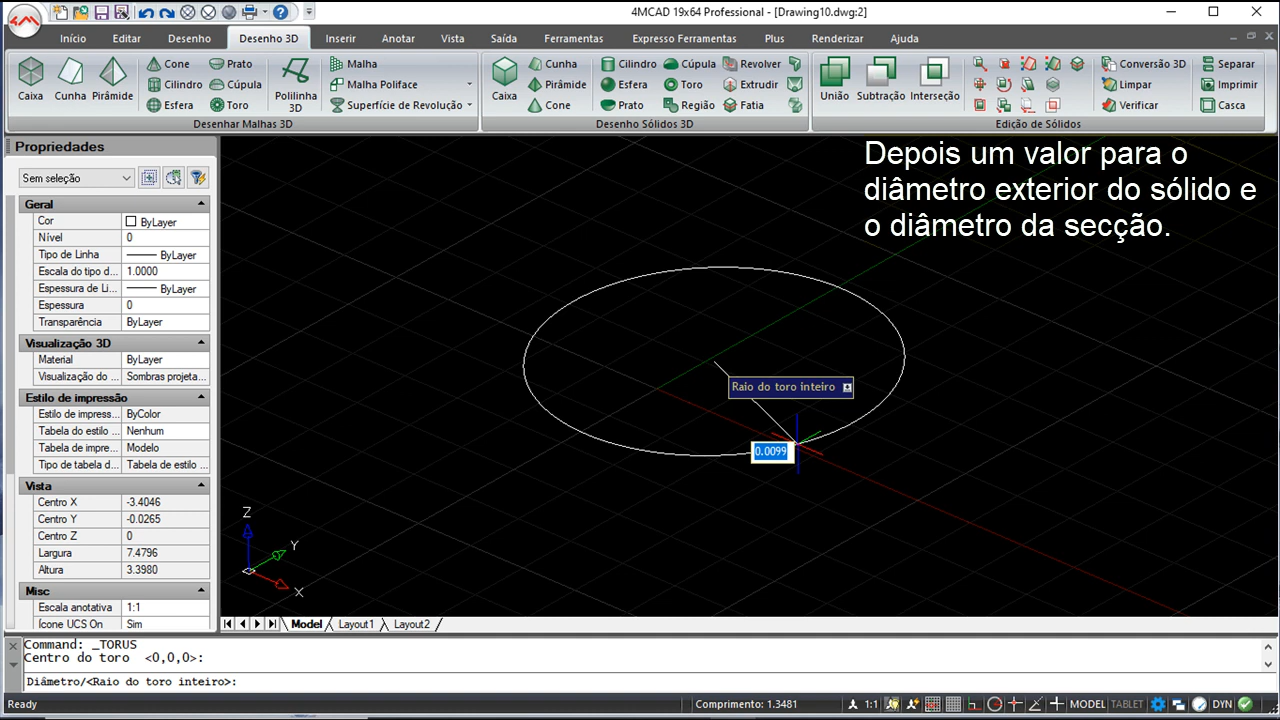 4MCAD 19x64 Professional - [Drawing10.dwg:2]
Início Editar Desenho Desenho 3D Inserir Anotar Vista Saída Ferramentas Expresso Ferramentas Plus Renderizar Ajuda
Caixa Cunha Pirâmide
Cone Prato
Cilindro Cúpula
Esfera Toro
Polilinha 3D
Malha
Malha Poliface
Superfície de Revolução
Desenhar Malhas 3D
Caixa
Cunha Cilindro Cúpula Revolver
Pirâmide Esfera Toro Extrudir
Cone Prato Região Fatia
Desenho Sólidos 3D
União Subtração Interseção
Conversão 3D Separar
Limpar Imprimir
Verificar Casca
Edição de Sólidos
Propriedades
Sem seleção
Geral
Cor ByLayer
Nível 0
Tipo de Linha ByLayer
Escala do tipo d... 1.0000
Espessura de Li... ByLayer
Espessura 0
Transparência ByLayer
Visualização 3D
Material ByLayer
Visualização do Sombras projeta...
Estilo de impressão
Estilo de impress... ByColor
Tabela do estilo Nenhum
Tabela de impre... Modelo
Tipo de tabela d... Tabela de estilo
Vista
Centro X -3.4046
Centro Y -0.0265
Centro Z 0
Largura 7.4796
Altura 3.3980
Misc
Escala anotativa 1:1
Ícone UCS On Sim
Depois um valor para o
diâmetro exterior do sólido e
o diâmetro da secção.
Raio do toro inteiro
0.0099
Z
Y
X
Model Layout1 Layout2
Command: _TORUS
Centro do toro <0,0,0>:
Diâmetro/<Raio do toro inteiro>:
Ready Comprimento: 1.3481 1:1 MODEL TABLET DYN